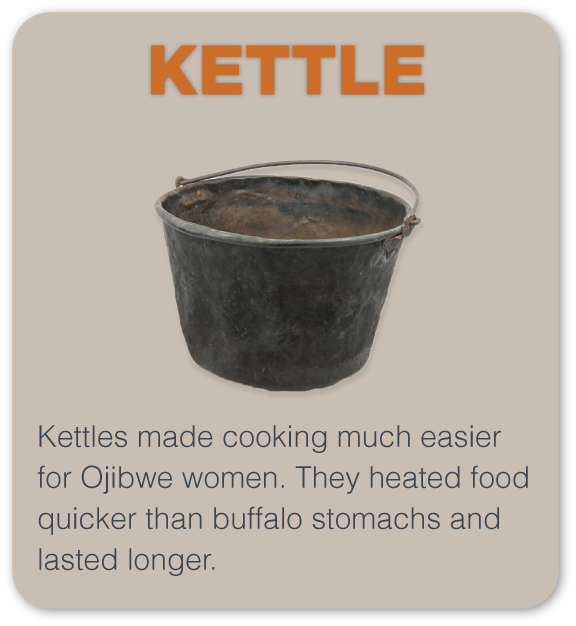 KETTLE
Kettles made cooking much easier
for Ojibwe women. They heated food
quicker than buffalo stomachs and
lasted longer.